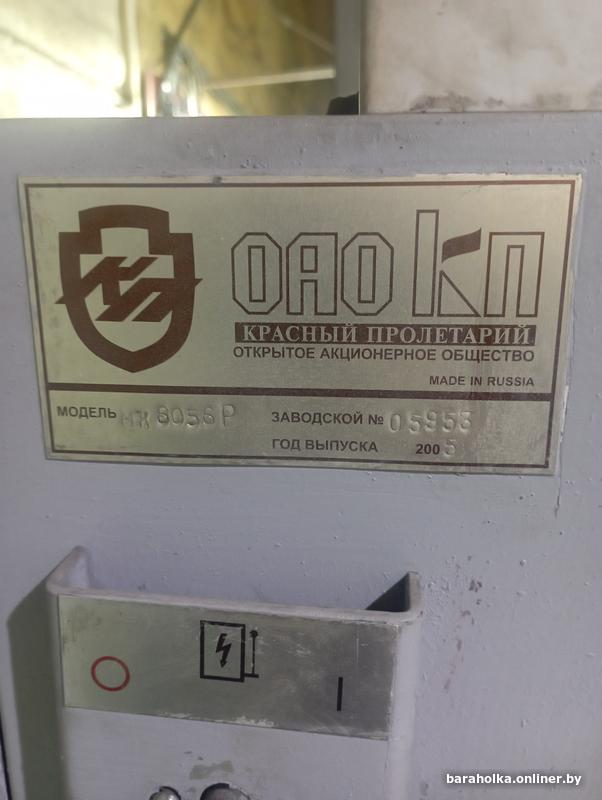 ОАО КП
КРАСНЫЙ ПРОЛЕТАРИЙ
ОТКРЫТОЕ АКЦИОНЕРНОЕ ОБЩЕСТВО
MADE IN RUSSIA
МОДЕЛЬ МК 6056Р ЗАВОДСКОЙ № 05953
ГОД ВЫПУСКА 2005
baraholka.onliner.by